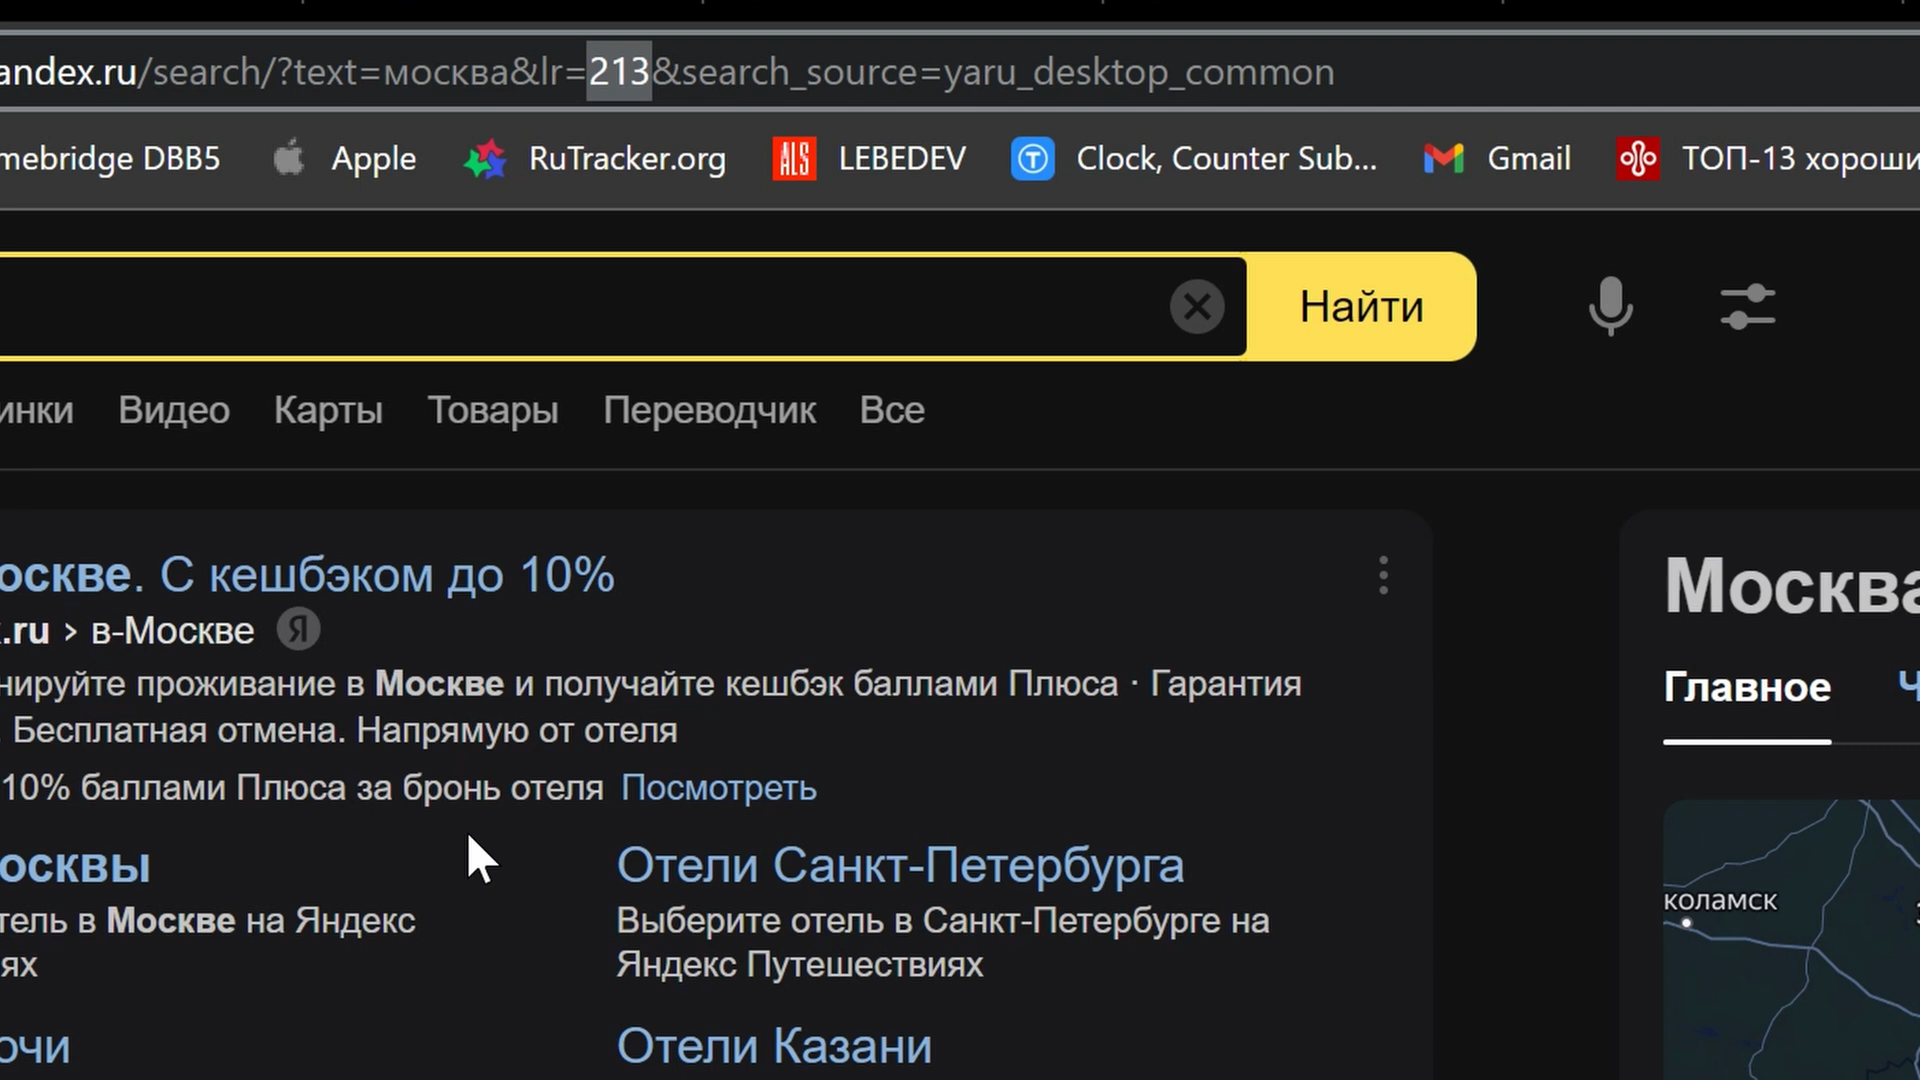 andex.ru/search/?text=москва&lr=213&search_source=yaru_desktop_common
mebridge DBB5 Apple RuTracker.org ALS LEBEDEV T Clock, Counter Sub... Gmail ТОП-13 хороши
Найти
инки Видео Карты Товары Переводчик Все
оскве. С кешбэком до 10%
.ru › в-Москве Я
нируйте проживание в Москве и получайте кешбэк баллами Плюса · Гарантия
. Бесплатная отмена. Напрямую от отеля
10% баллами Плюса за бронь отеля Посмотреть
осквы
тель в Москве на Яндекс
ях
очи
Отели Санкт-Петербурга
Выберите отель в Санкт-Петербурге на
Яндекс Путешествиях
Отели Казани
Москва
Главное Ч
коламск